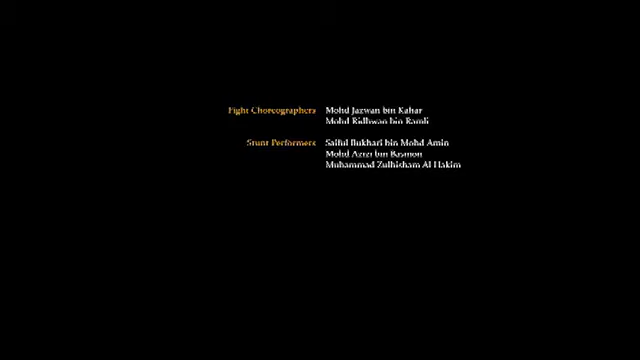 Fight Choreographers Mohd Jazwan bin Kahar
Mohd Ridhwan bin Ramli
Stunt Performers Saiful Bukhari bin Mohd Amin
Mohd Azizi bin Basmon
Muhammad Zulhisham Al Hakim